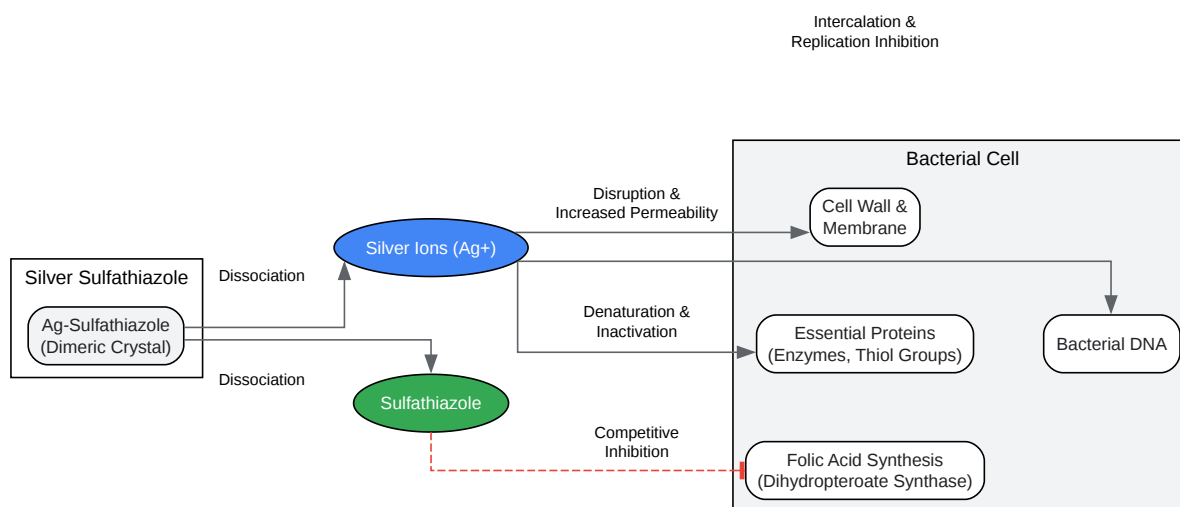 Intercalation &
Replication Inhibition
Bacterial Cell
Disruption &
Increased Permeability
Cell Wall &
Membrane
Silver Ions (Ag+)
Silver Sulfathiazole
Dissociation
Ag-Sulfathiazole
(Dimeric Crystal)
Denaturation &
Inactivation
Essential Proteins
(Enzymes, Thiol Groups)
Bacterial DNA
Dissociation
Sulfathiazole
Competitive
Inhibition
Folic Acid Synthesis
(Dihydropteroate Synthase)